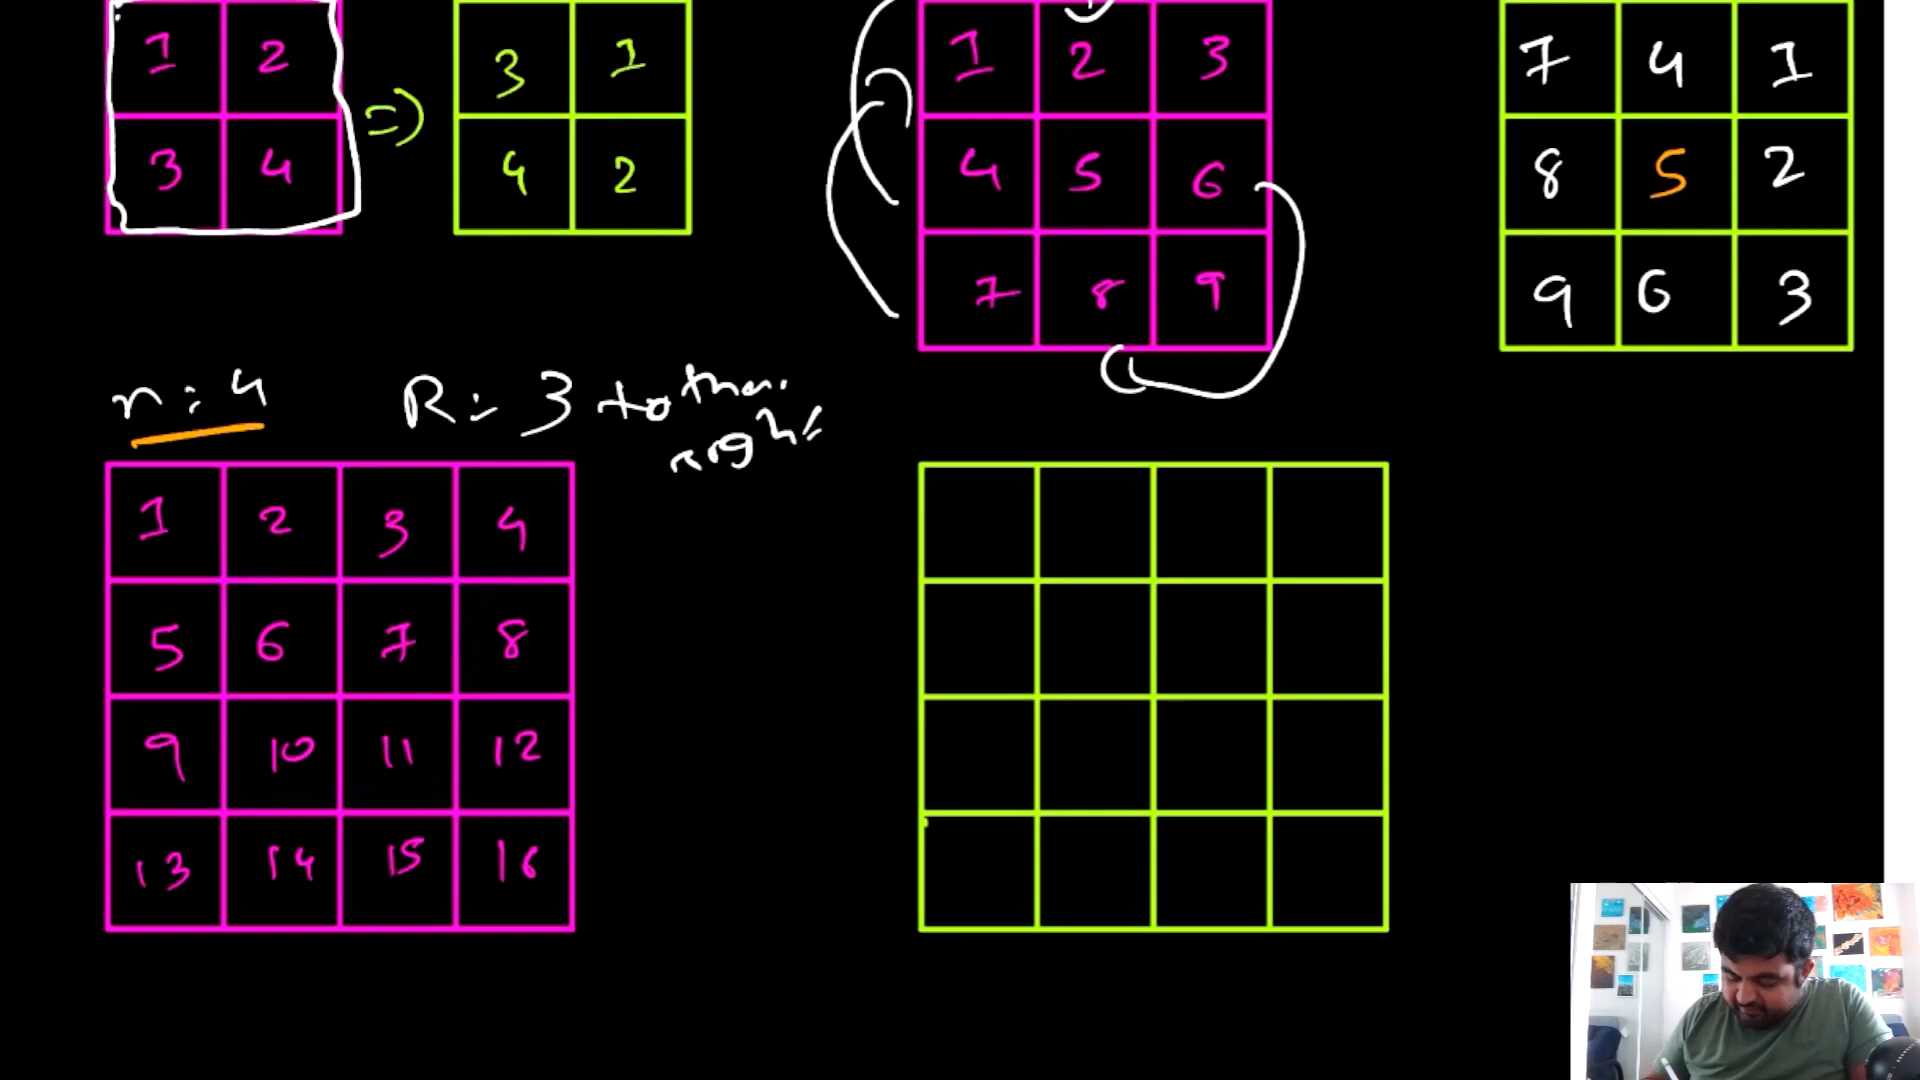 1 2
3 4
=>
3 1
4 2
1 2 3
4 5 6
7 8 9
7 4 1
8 5 2
9 6 3
n = 4
R = 3 to the
right
1 2 3 4
5 6 7 8
9 10 11 12
13 14 15 16